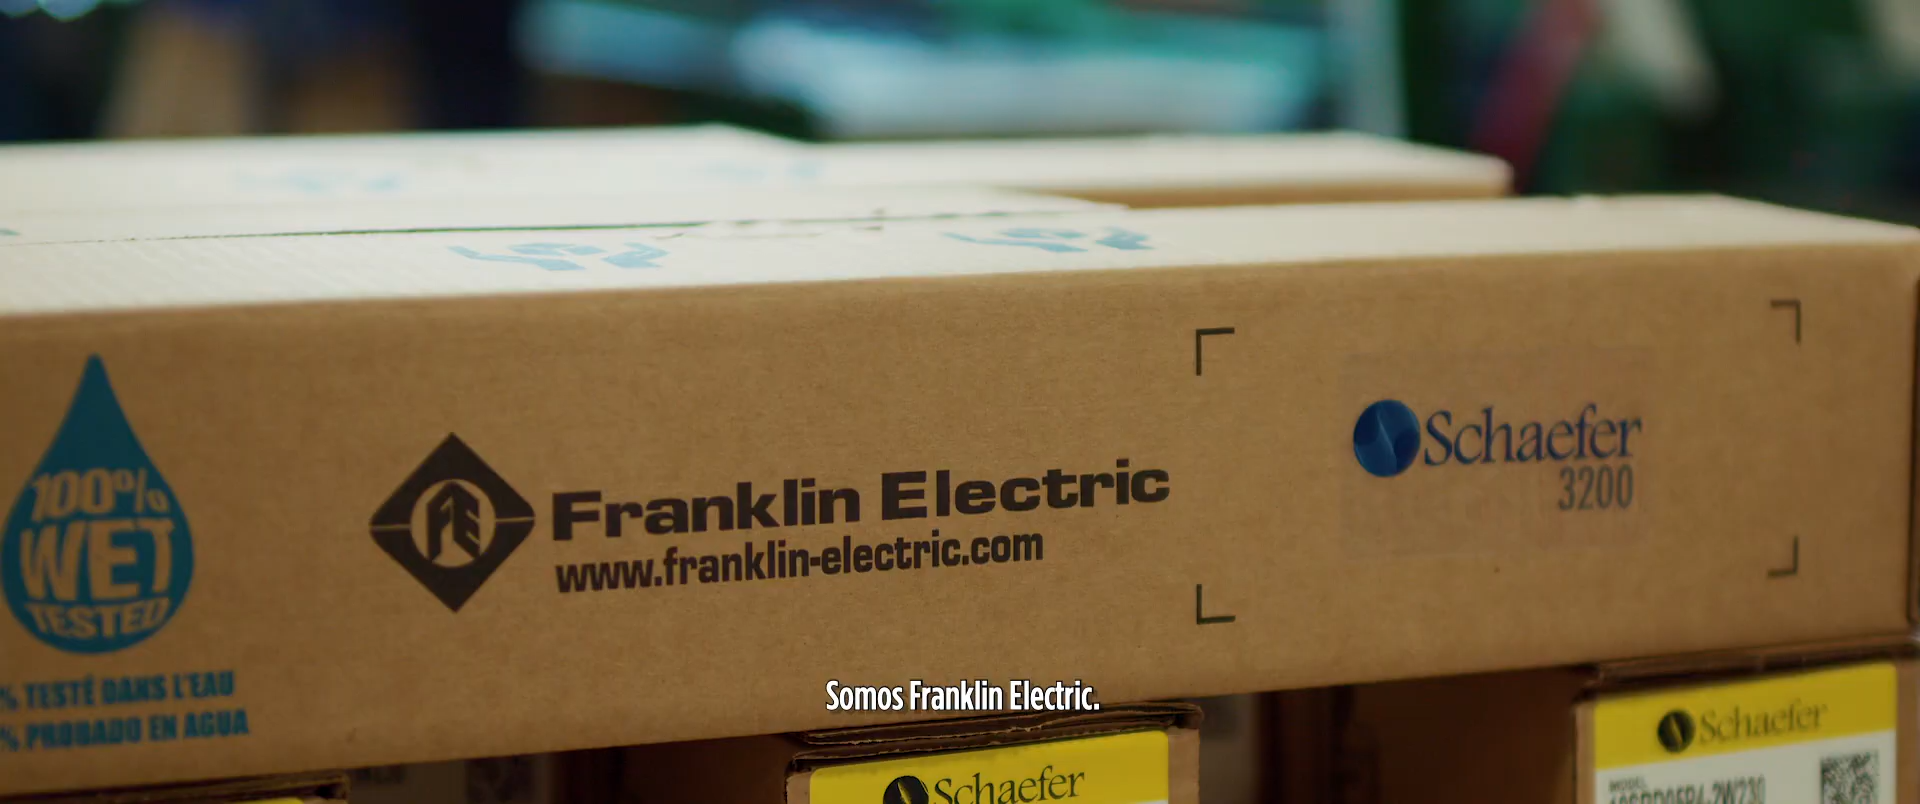 100%
WET
TESTED
% TESTÉ DANS L'EAU
% PROBADO EN AGUA
Franklin Electric
www.franklin-electric.com
Schaefer
3200
Somos Franklin Electric.
Schaefer
Schaefer
MODEL